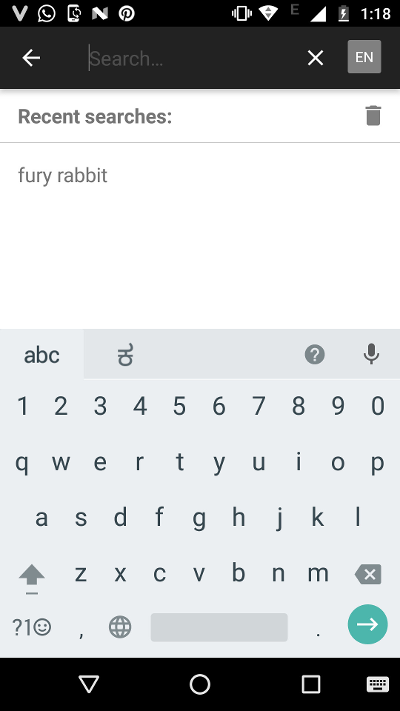 E 1:18
Search... EN
Recent searches:
fury rabbit
abc ಕ
1 2 3 4 5 6 7 8 9 0
q w e r t y u i o p
a s d f g h j k l
z x c v b n m
?1☺ , .